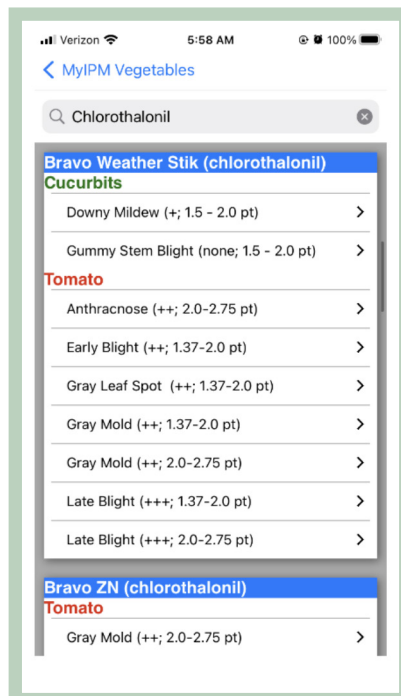 Verizon 5:58 AM 100%
MyIPM Vegetables
Chlorothalonil
Bravo Weather Stik (chlorothalonil)
Cucurbits
Downy Mildew (+; 1.5 - 2.0 pt)
Gummy Stem Blight (none; 1.5 - 2.0 pt)
Tomato
Anthracnose (++; 2.0-2.75 pt)
Early Blight (++; 1.37-2.0 pt)
Gray Leaf Spot (++; 1.37-2.0 pt)
Gray Mold (++; 1.37-2.0 pt)
Gray Mold (++; 2.0-2.75 pt)
Late Blight (+++; 1.37-2.0 pt)
Late Blight (+++; 2.0-2.75 pt)
Bravo ZN (chlorothalonil)
Tomato
Gray Mold (++; 2.0-2.75 pt)